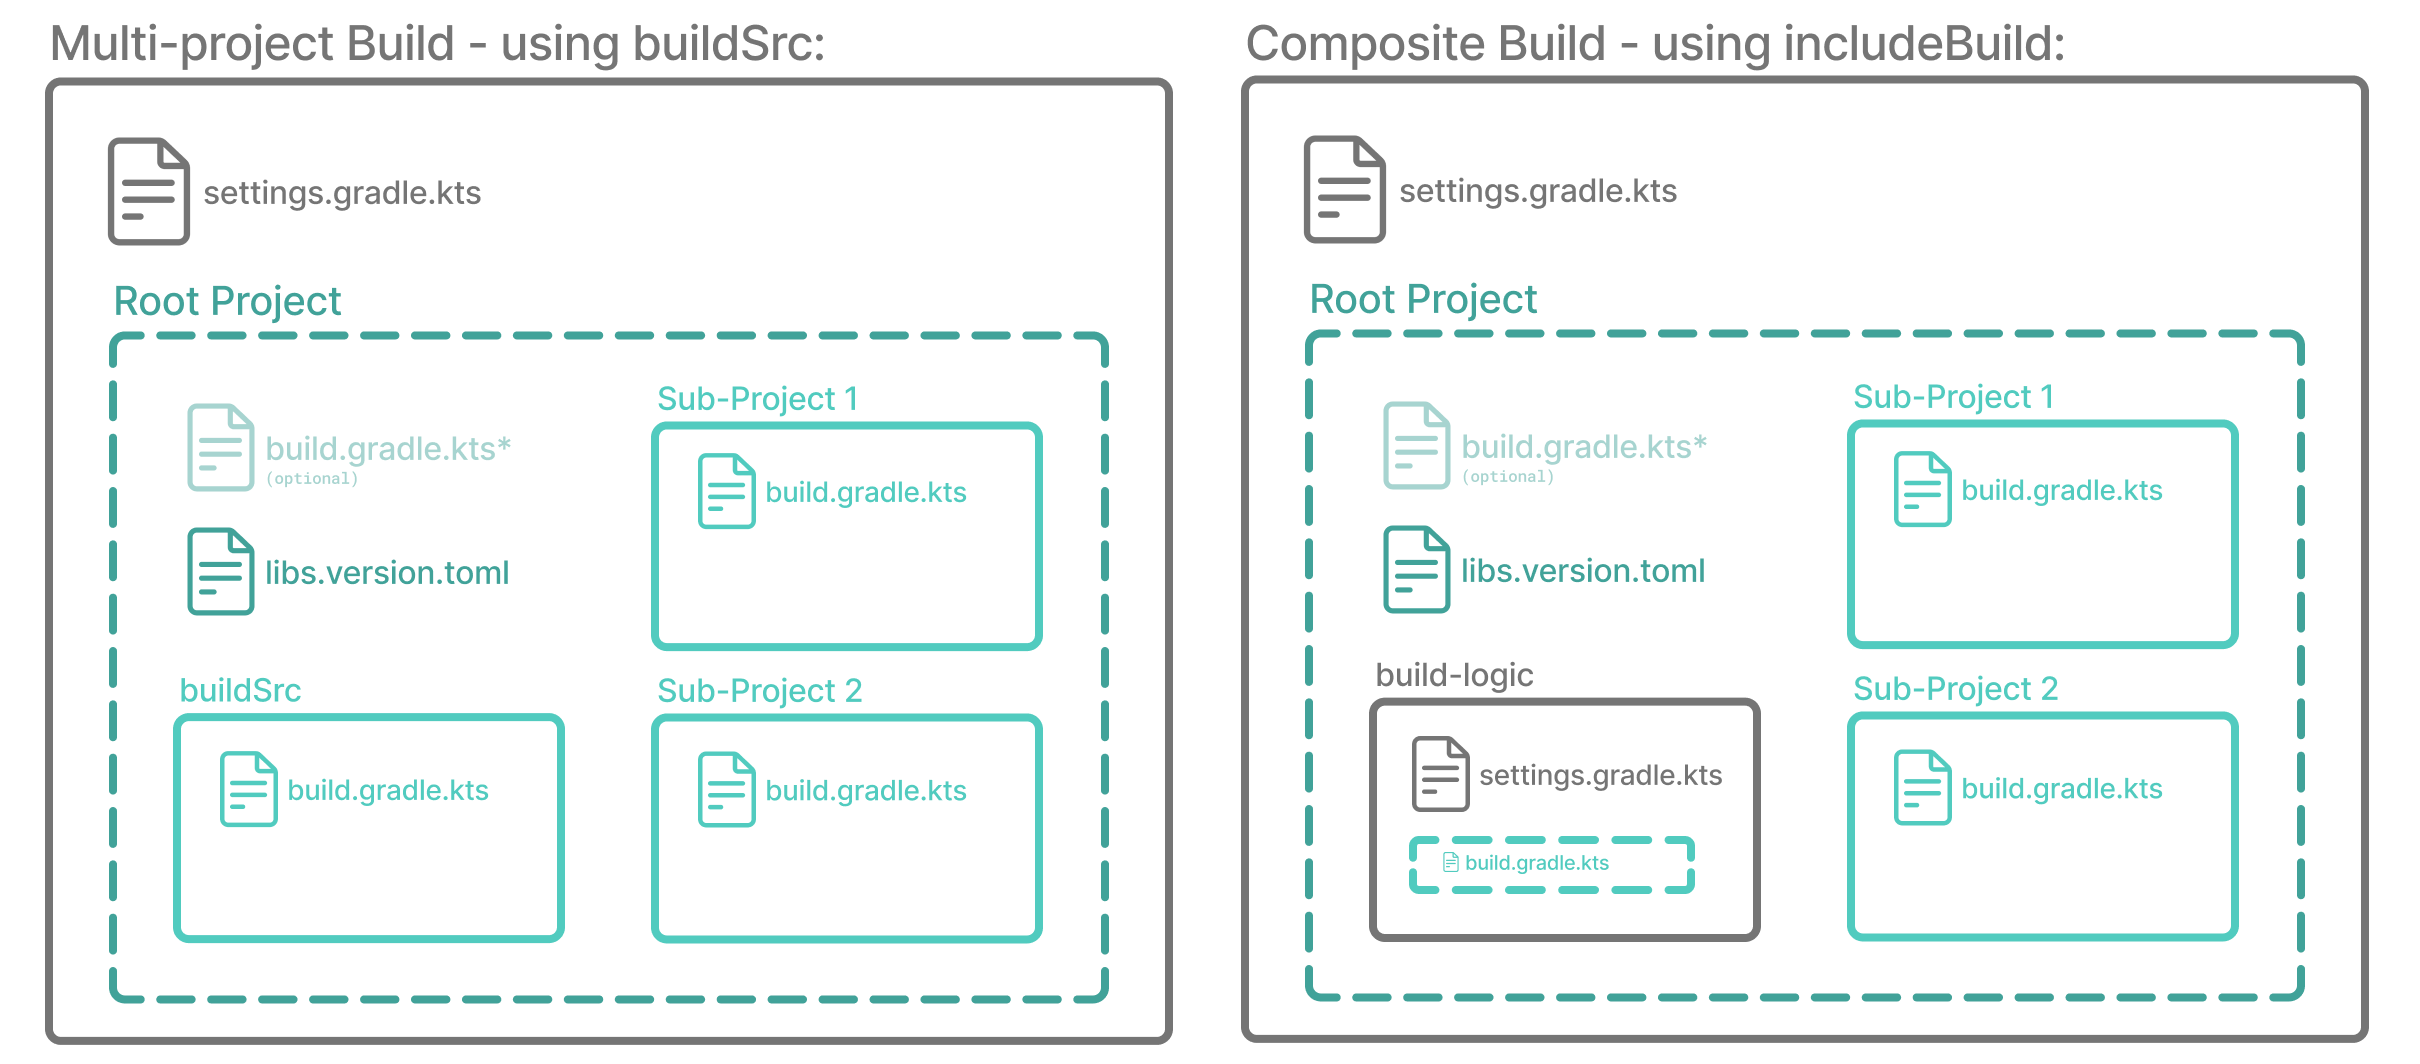 Multi-project Build - using buildSrc:
settings.gradle.kts
Root Project
build.gradle.kts*
(optional)
libs.version.toml
Sub-Project 1
build.gradle.kts
buildSrc
build.gradle.kts
Sub-Project 2
build.gradle.kts
Composite Build - using includeBuild:
settings.gradle.kts
Root Project
build.gradle.kts*
(optional)
libs.version.toml
Sub-Project 1
build.gradle.kts
build-logic
settings.gradle.kts
build.gradle.kts
Sub-Project 2
build.gradle.kts